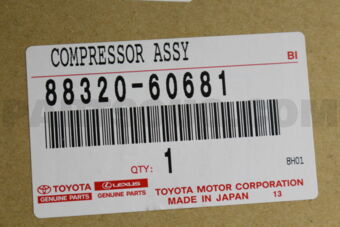 COMPRESSOR ASSY
BI
88320-60681
QTY: 1
BH01
TOYOTA
GENUINE PARTS
LEXUS
GENUINE PARTS
TOYOTA MOTOR CORPORATION
MADE IN JAPAN 13